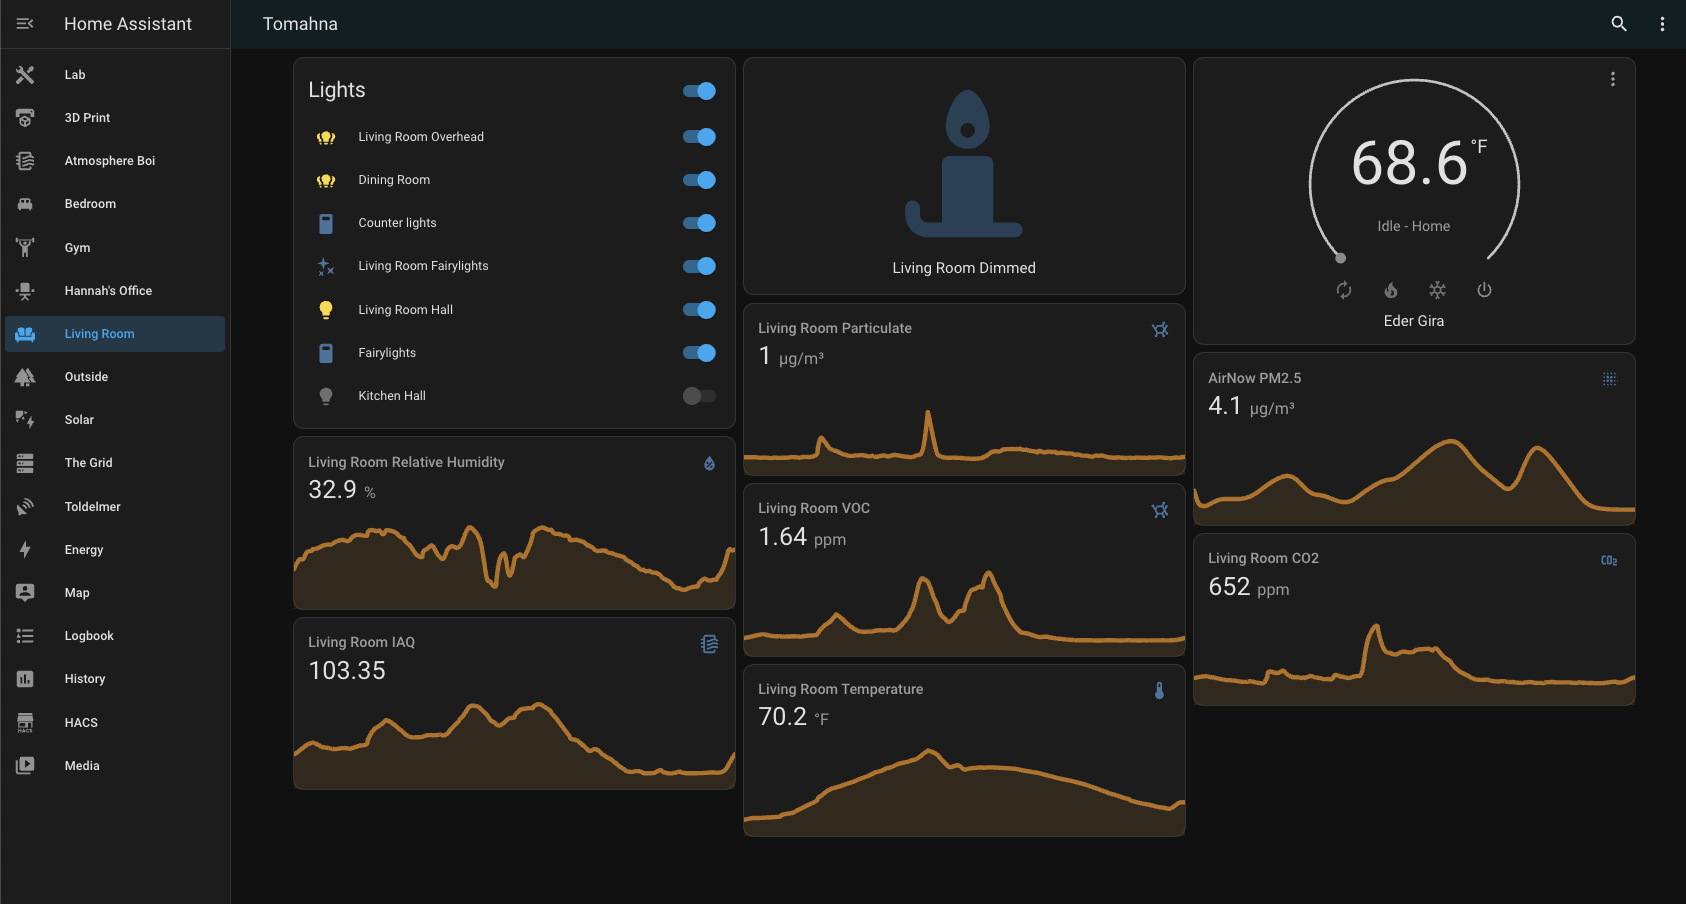 Home Assistant
Tomahna
Lab
3D Print
Atmosphere Boi
Bedroom
Gym
Hannah's Office
Living Room
Outside
Solar
The Grid
Toldelmer
Energy
Map
Logbook
History
HACS
HACS
Media
Lights
Living Room Overhead
Dining Room
Counter lights
Living Room Fairylights
Living Room Hall
Fairylights
Kitchen Hall
Living Room Relative Humidity
32.9 %
Living Room IAQ
103.35
Living Room Dimmed
Living Room Particulate
1 µg/m³
Living Room VOC
1.64 ppm
Living Room Temperature
70.2 °F
68.6 °F
Idle - Home
Eder Gira
AirNow PM2.5
4.1 µg/m³
Living Room CO2
CO₂
652 ppm